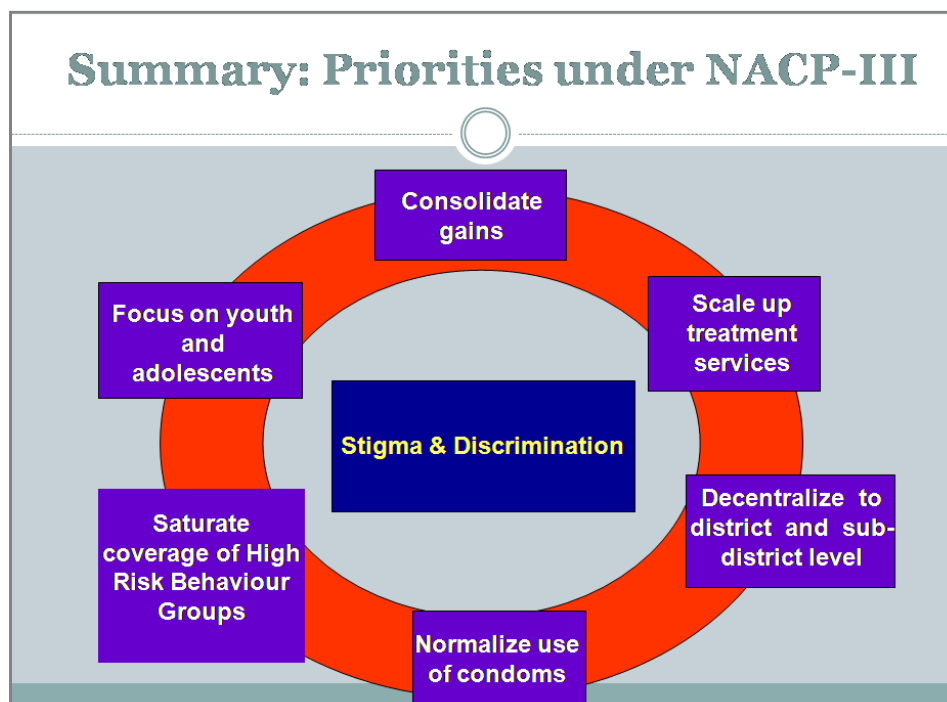 Summary: Priorities under NACP-III
Consolidate
gains
Scale up
treatment
services
Decentralize to
district and sub-
district level
Normalize use
of condoms
Saturate
coverage of High
Risk Behaviour
Groups
Focus on youth
and
adolescents
Stigma & Discrimination